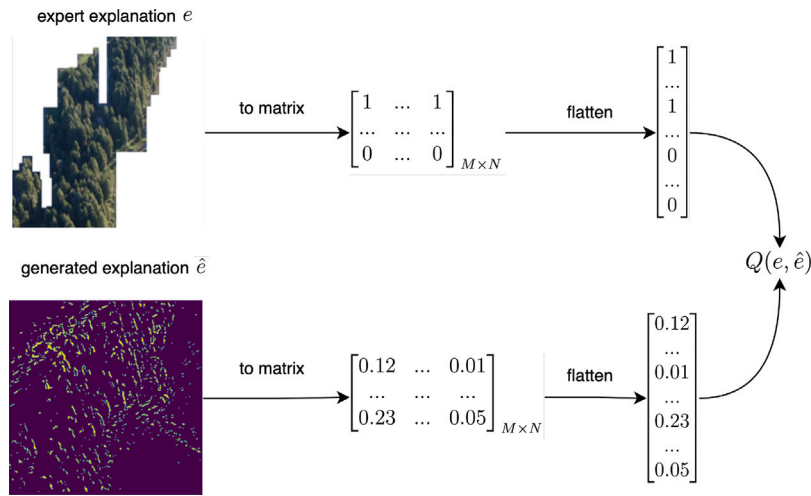 expert explanation e
to matrix
1 ... 1
... ... ...
0 ... 0
M×N
flatten
1
...
1
...
0
...
0
Q(e, ê)
generated explanation ê
to matrix
0.12 ... 0.01
... ... ...
0.23 ... 0.05
M×N
flatten
0.12
...
0.01
...
0.23
...
0.05